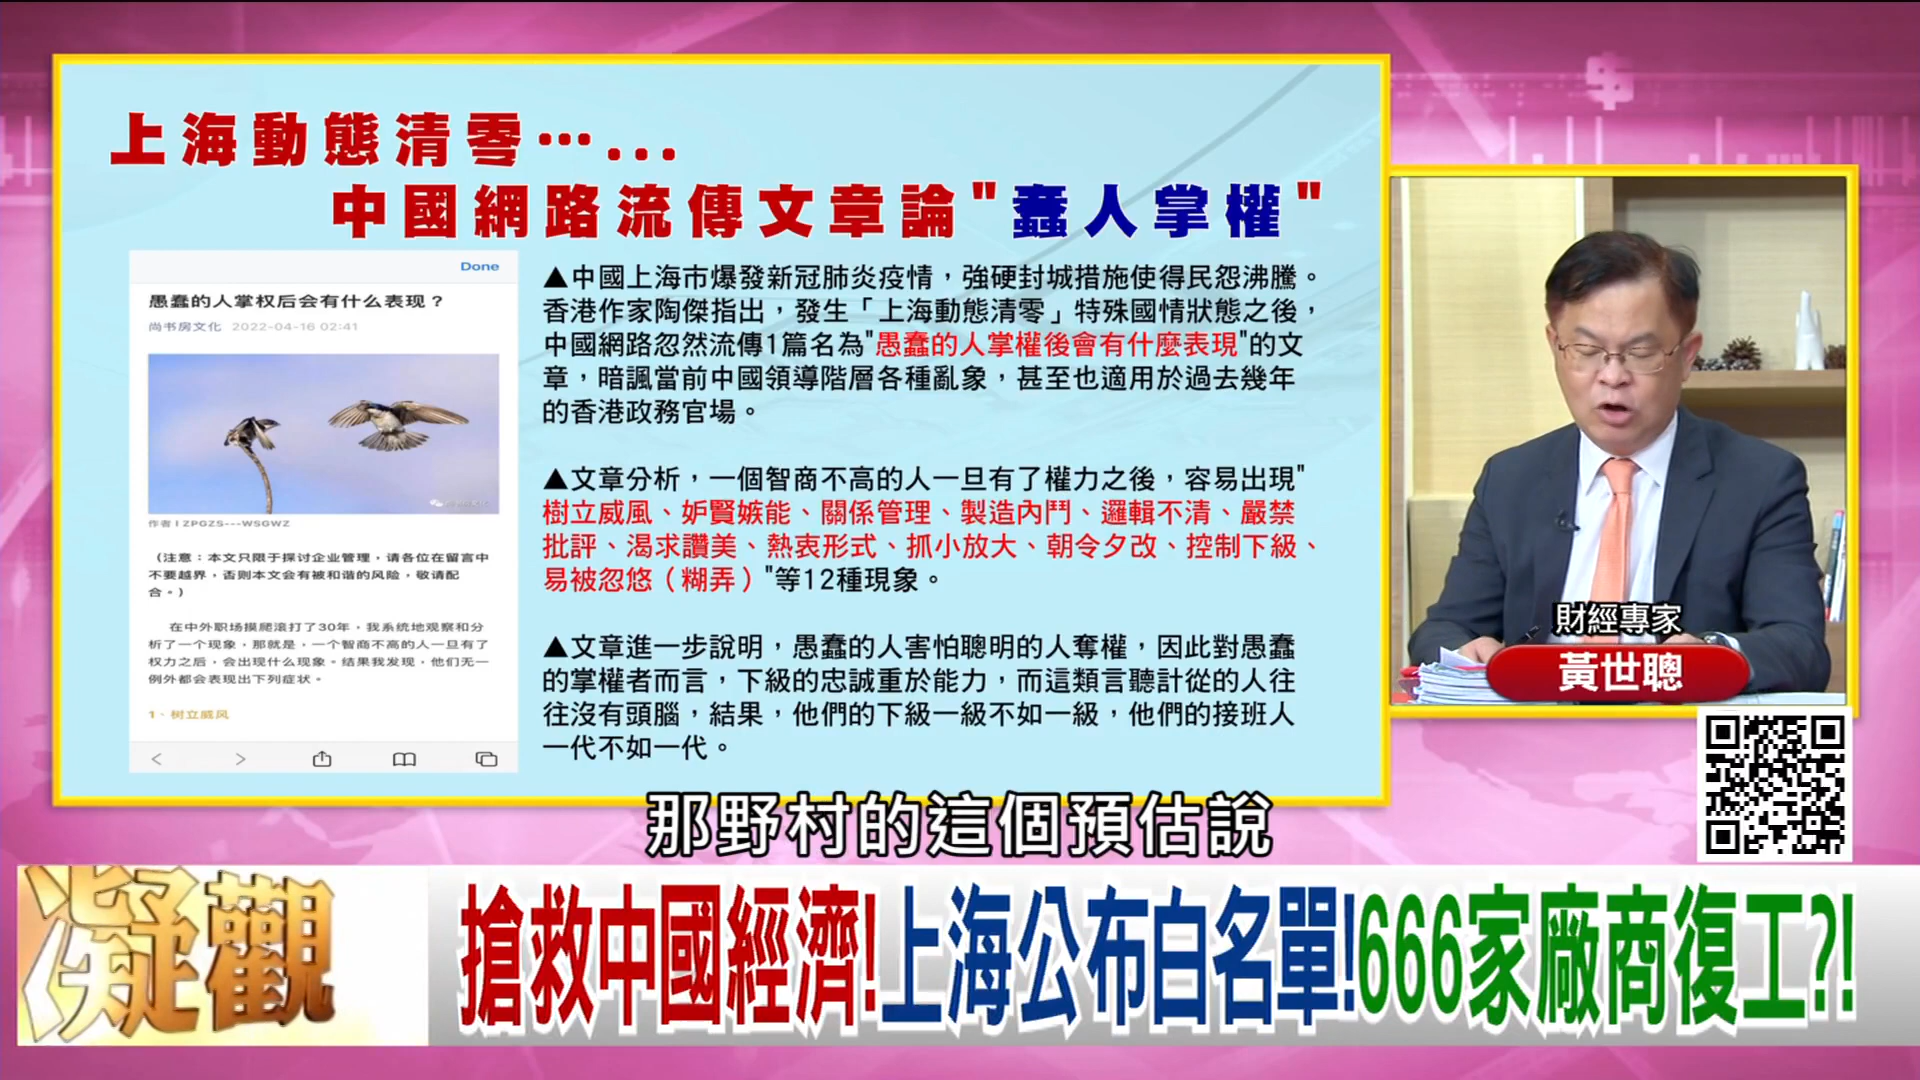 上海動態清零⋯...
中國網路流傳文章論"蠢人掌權"
Done
愚蠢的人掌权后会有什么表现？
尚书房文化 2022-04-16 02:41
作者 | ZPGZS---WSGWZ
（注意：本文只限于探讨企业管理，请各位在留言中
不要越界，否则本文会有被和谐的风险，敬请配
合。）
在中外职场摸爬滚打了30年，我系统地观察和分
析了一个现象，那就是，一个智商不高的人一旦有了
权力之后，会出现什么现象。结果我发现，他们无一
例外都会表现出下列症状。
1、树立威风
▲中國上海市爆發新冠肺炎疫情，強硬封城措施使得民怨沸騰。
香港作家陶傑指出，發生「上海動態清零」特殊國情狀態之後，
中國網路忽然流傳1篇名為"愚蠢的人掌權後會有什麼表現"的文
章，暗諷當前中國領導階層各種亂象，甚至也適用於過去幾年
的香港政務官場。
▲文章分析，一個智商不高的人一旦有了權力之後，容易出現"
樹立威風、妒賢嫉能、關係管理、製造內鬥、邏輯不清、嚴禁
批評、渴求讚美、熱衷形式、抓小放大、朝令夕改、控制下級、
易被忽悠（糊弄）"等12種現象。
▲文章進一步說明，愚蠢的人害怕聰明的人奪權，因此對愚蠢
的掌權者而言，下級的忠誠重於能力，而這類言聽計從的人往
往沒有頭腦，結果，他們的下級一級不如一級，他們的接班人
一代不如一代。
財經專家
黃世聰
那野村的這個預估說
凝觀
搶救中國經濟!上海公布白名單!666家廠商復工?!